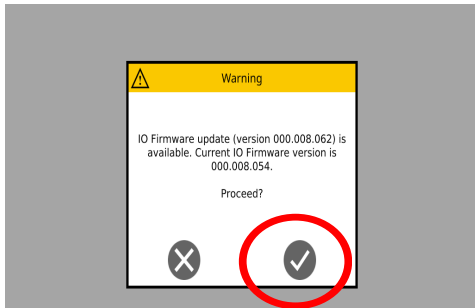 Warning
IO Firmware update (version 000.008.062) is
available. Current IO Firmware version is
000.008.054.
Proceed?